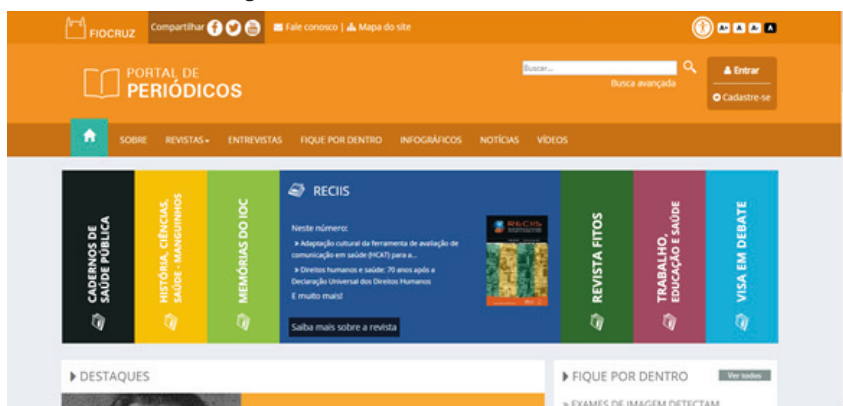 FIOCRUZ
Compartilhar
Fale conosco | Mapa do site
A+ A A- A
PORTAL DE
PERIÓDICOS
Buscar...
Busca avançada
Entrar
Cadastre-se
SOBRE REVISTAS ENTREVISTAS FIQUE POR DENTRO INFOGRÁFICOS NOTÍCIAS VÍDEOS
CADERNOS DE
SAÚDE PÚBLICA
HISTÓRIA, CIÊNCIAS,
SAÚDE - MANGUINHOS
MEMÓRIAS DO IOC
RECIIS
Neste número:
» Adaptação cultural da ferramenta de avaliação de
comunicação em saúde (HCAT) para a...
» Direitos humanos e saúde: 70 anos após a
Declaração Universal dos Direitos Humanos
E muito mais!
Saiba mais sobre a revista
RECIIS
REVISTA FITOS
TRABALHO,
EDUCAÇÃO E SAÚDE
VISA EM DEBATE
DESTAQUES
FIQUE POR DENTRO
Ver todos
» EXAMES DE IMAGEM DETECTAM